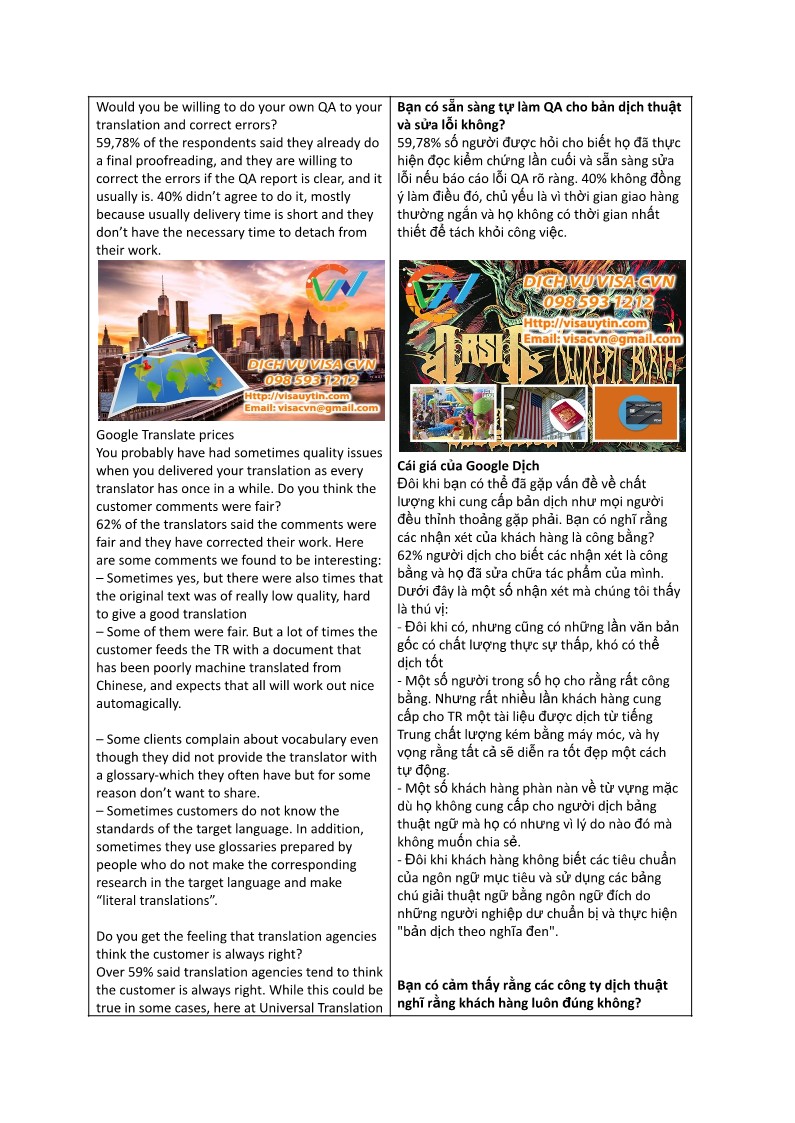 Would you be willing to do your own QA to your
translation and correct errors?
59,78% of the respondents said they already do
a final proofreading, and they are willing to
correct the errors if the QA report is clear, and it
usually is. 40% didn’t agree to do it, mostly
because usually delivery time is short and they
don’t have the necessary time to detach from
their work.
VN
DỊCH VỤ VISA CVN
098 593 1212
Http://visauytin.com
Email: visacvn@gmail.com
Google Translate prices
You probably have had sometimes quality issues
when you delivered your translation as every
translator has once in a while. Do you think the
customer comments were fair?
62% of the translators said the comments were
fair and they have corrected their work. Here
are some comments we found to be interesting:
– Sometimes yes, but there were also times that
the original text was of really low quality, hard
to give a good translation
– Some of them were fair. But a lot of times the
customer feeds the TR with a document that
has been poorly machine translated from
Chinese, and expects that all will work out nice
automagically.
– Some clients complain about vocabulary even
though they did not provide the translator with
a glossary-which they often have but for some
reason don’t want to share.
– Sometimes customers do not know the
standards of the target language. In addition,
sometimes they use glossaries prepared by
people who do not make the corresponding
research in the target language and make
“literal translations”.
Do you get the feeling that translation agencies
think the customer is always right?
Over 59% said translation agencies tend to think
the customer is always right. While this could be
true in some cases, here at Universal Translation
Bạn có sẵn sàng tự làm QA cho bản dịch thuật
và sửa lỗi không?
59,78% số người được hỏi cho biết họ đã thực
hiện đọc kiểm chứng lần cuối và sẵn sàng sửa
lỗi nếu báo cáo lỗi QA rõ ràng. 40% không đồng
ý làm điều đó, chủ yếu là vì thời gian giao hàng
thường ngắn và họ không có thời gian nhất
thiết để tách khỏi công việc.
VN
DỊCH VỤ VISA CVN
098 593 1212
Http://visauytin.com
Email: visacvn@gmail.com
DECREPIT BIRTH
Cái giá của Google Dịch
Đôi khi bạn có thể đã gặp vấn đề về chất
lượng khi cung cấp bản dịch như mọi người
đều thỉnh thoảng gặp phải. Bạn có nghĩ rằng
các nhận xét của khách hàng là công bằng?
62% người dịch cho biết các nhận xét là công
bằng và họ đã sửa chữa tác phẩm của mình.
Dưới đây là một số nhận xét mà chúng tôi thấy
là thú vị:
- Đôi khi có, nhưng cũng có những lần văn bản
gốc có chất lượng thực sự thấp, khó có thể
dịch tốt
- Một số người trong số họ cho rằng rất công
bằng. Nhưng rất nhiều lần khách hàng cung
cấp cho TR một tài liệu được dịch từ tiếng
Trung chất lượng kém bằng máy móc, và hy
vọng rằng tất cả sẽ diễn ra tốt đẹp một cách
tự động.
- Một số khách hàng phàn nàn về từ vựng mặc
dù họ không cung cấp cho người dịch bảng
thuật ngữ mà họ có nhưng vì lý do nào đó mà
không muốn chia sẻ.
- Đôi khi khách hàng không biết các tiêu chuẩn
của ngôn ngữ mục tiêu và sử dụng các bảng
chú giải thuật ngữ bằng ngôn ngữ đích do
những người nghiệp dư chuẩn bị và thực hiện
"bản dịch theo nghĩa đen".
Bạn có cảm thấy rằng các công ty dịch thuật
nghĩ rằng khách hàng luôn đúng không?